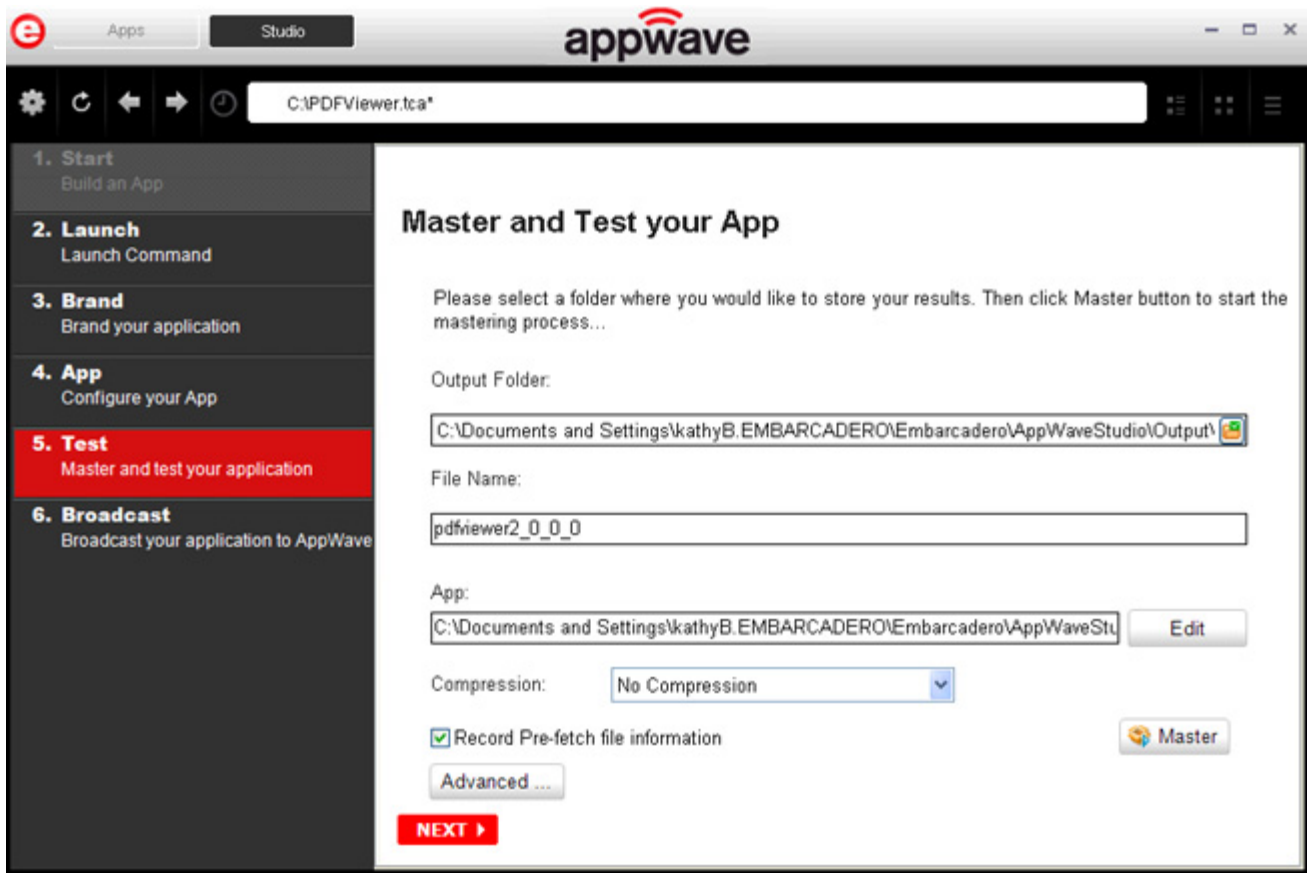 e
Apps
Studio
appwave
C:\PDFViewer.tca*
1. Start
Build an App
2. Launch
Launch Command
3. Brand
Brand your application
4. App
Configure your App
5. Test
Master and test your application
6. Broadcast
Broadcast your application to AppWave
Master and Test your App
Please select a folder where you would like to store your results. Then click Master button to start the
mastering process...
Output Folder:
C:\Documents and Settings\kathyB.EMBARCADERO\Embarcadero\AppWaveStudio\Output\
File Name:
pdfviewer2_0_0_0
App:
C:\Documents and Settings\kathyB.EMBARCADERO\Embarcadero\AppWaveStu
Edit
Compression:
No Compression
Record Pre-fetch file information
Master
Advanced ...
NEXT